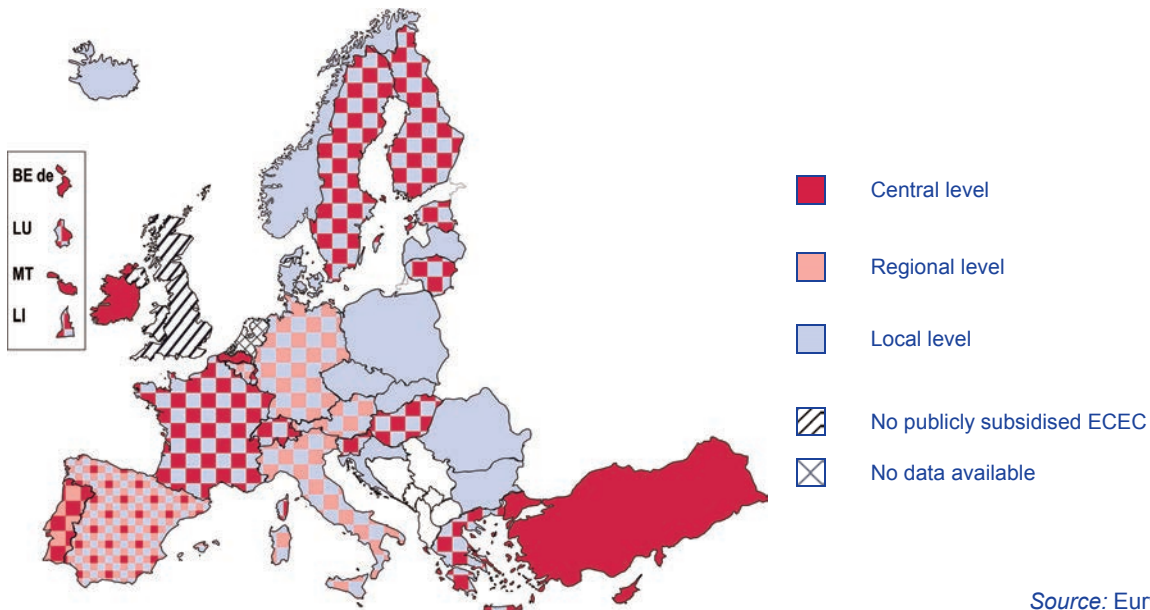 BE de
LU
MT
LI
Central level
Regional level
Local level
No publicly subsidised ECEC
No data available
Source: Eur